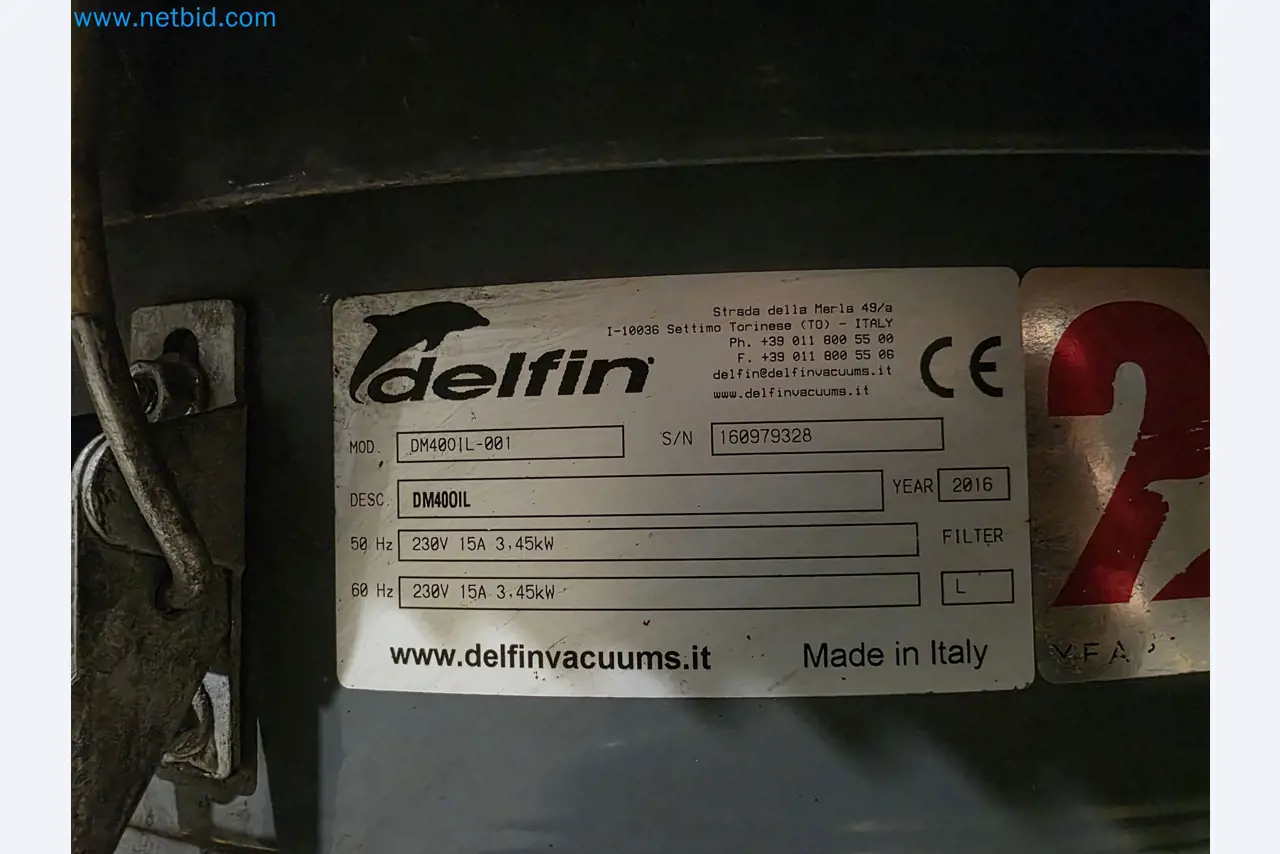 www.netbid.com
delfin
Strada della Merla 49/a
I-10036 Settimo Torinese (TO) - ITALY
Ph. +39 011 800 55 00
F. +39 011 800 55 06
delfin@delfinvacuums.it
www.delfinvacuums.it
CE
MOD. DM40OIL-001 S/N 160979328
DESC. DM40OIL YEAR 2016
50 Hz 230V 15A 3,45kW FILTER
60 Hz 230V 15A 3,45kW L
www.delfinvacuums.it Made in Italy
2